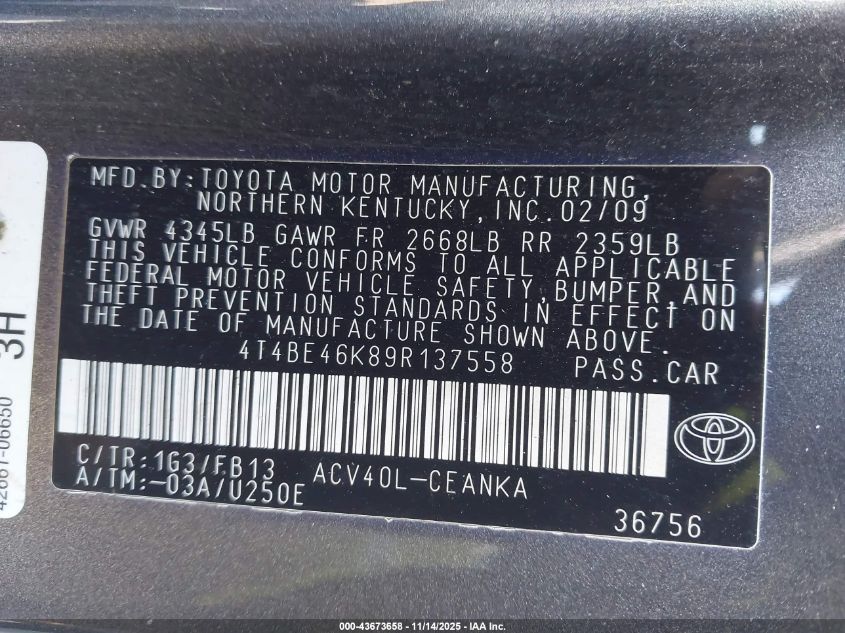 MFD.BY:TOYOTA MOTOR MANUFACTURING,
NORTHERN KENTUCKY,INC.02/09
GVWR 4345LB GAWR FR 2668LB RR 2359LB
THIS VEHICLE CONFORMS TO ALL APPLICABLE
FEDERAL MOTOR VEHICLE SAFETY,BUMPER,AND
THEFT PREVENTION STANDARDS IN EFFECT ON
THE DATE OF MANUFACTURE SHOWN ABOVE.
4T4BE46K89R137558 PASS.CAR
C/TR:1G3/FB13 ACV40L-CEANKA
A/TM:-03A/U250E
36756
3H
42661-06650
000-43673658 - 11/14/2025 - IAA Inc.